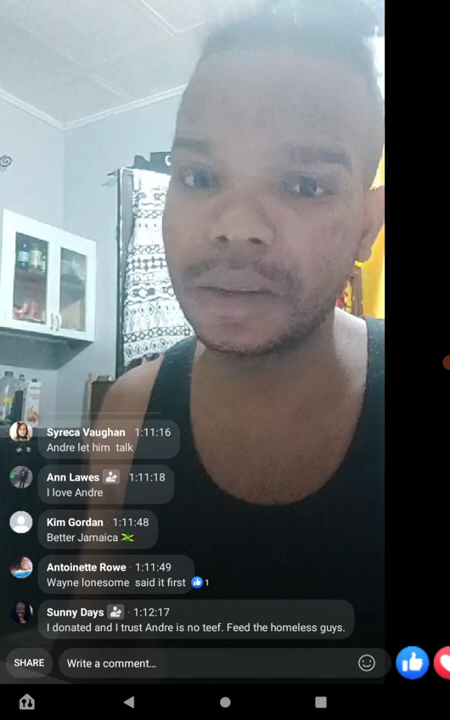 Syreca Vaughan 1:11:16
Andre let him talk
Ann Lawes · 1:11:18
I love Andre
Kim Gordan · 1:11:48
Better Jamaica 🇯🇲
Antoinette Rowe · 1:11:49
Wayne lonesome said it first 1
Sunny Days · 1:12:17
I donated and I trust Andre is no teef. Feed the homeless guys.
SHARE
Write a comment...